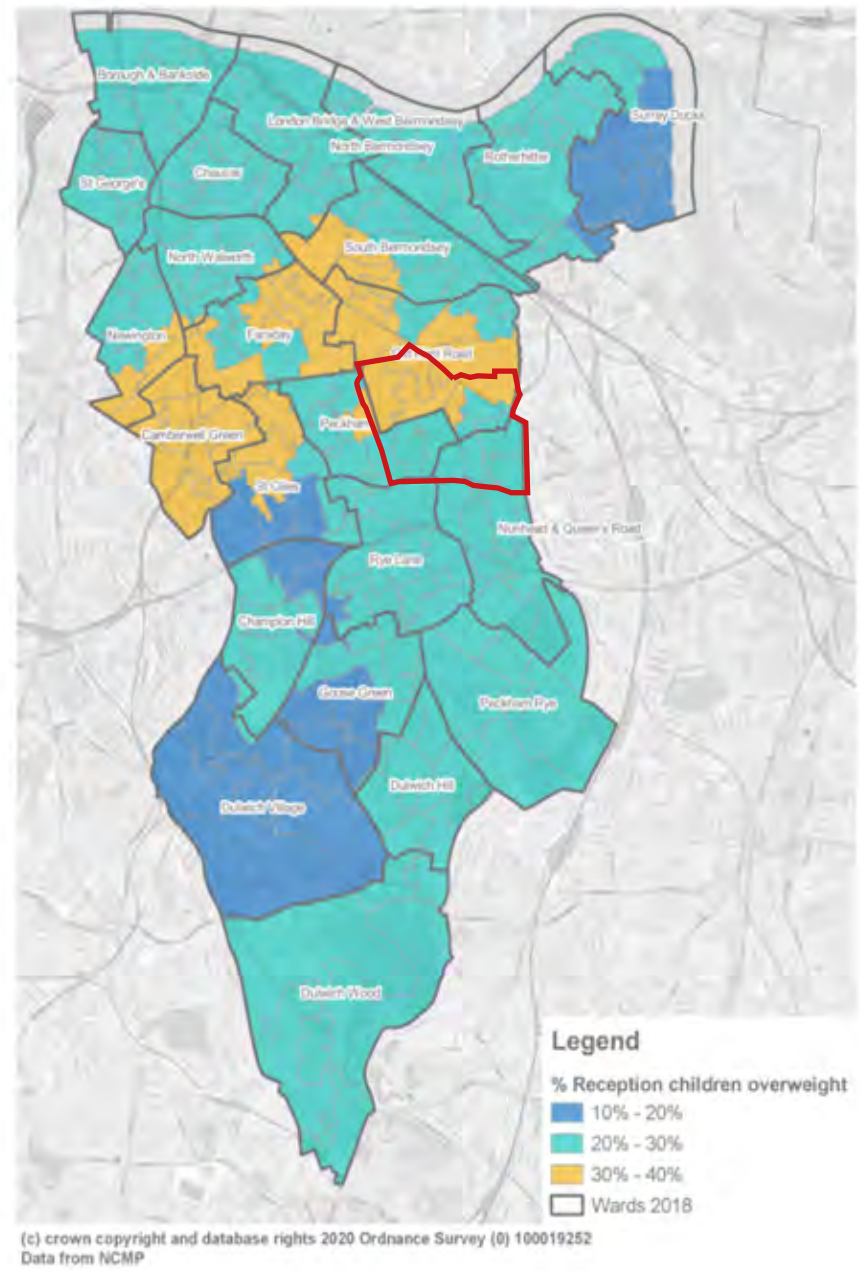 Borough & Bankside
Surrey Docks
London Bridge & West Bermondsey
North Bermondsey
Rotherhithe
Chaucer
St George's
South Bermondsey
North Walworth
Newington
Faraday
Road
Peckham
Camberwell Green
St Giles
Nunhead & Queen's Road
Rye Lane
Champion Hill
Goose Green
Peckham Rye
Dulwich Hill
Dulwich Village
Dulwich Wood
Legend
% Reception children overweight
10% - 20%
20% - 30%
30% - 40%
Wards 2018
(c) crown copyright and database rights 2020 Ordnance Survey (0) 100019252
Data from NCMP